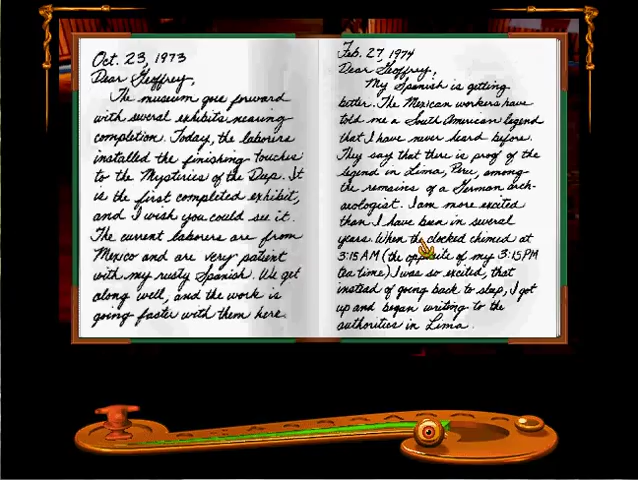 Oct. 23, 1973
Dear Geoffrey,
The museum goes forward
with several exhibits nearing
completion. Today, the laborers
installed the finishing touches
to the Mysteries of the Deep. It
is the first completed exhibit,
and I wish you could see it.
The current laborers are from
Mexico and are very patient
with my rusty Spanish. We get
along well, and the work is
going faster with them here.
Feb. 27, 1974
Dear Geoffrey,
My Spanish is getting
better. The Mexican workers have
told me a South American legend
that I have never heard before.
They say that there is proof of the
legend in Lima, Peru, among
the remains of a German arch-
aeologist. I am more excited
than I have been in several
years. When the clocked chimed at
3:15 AM (the opposite of my 3:15 PM
tea time) I was so excited, that
instead of going back to sleep, I got
up and began writing to the
authorities in Lima.